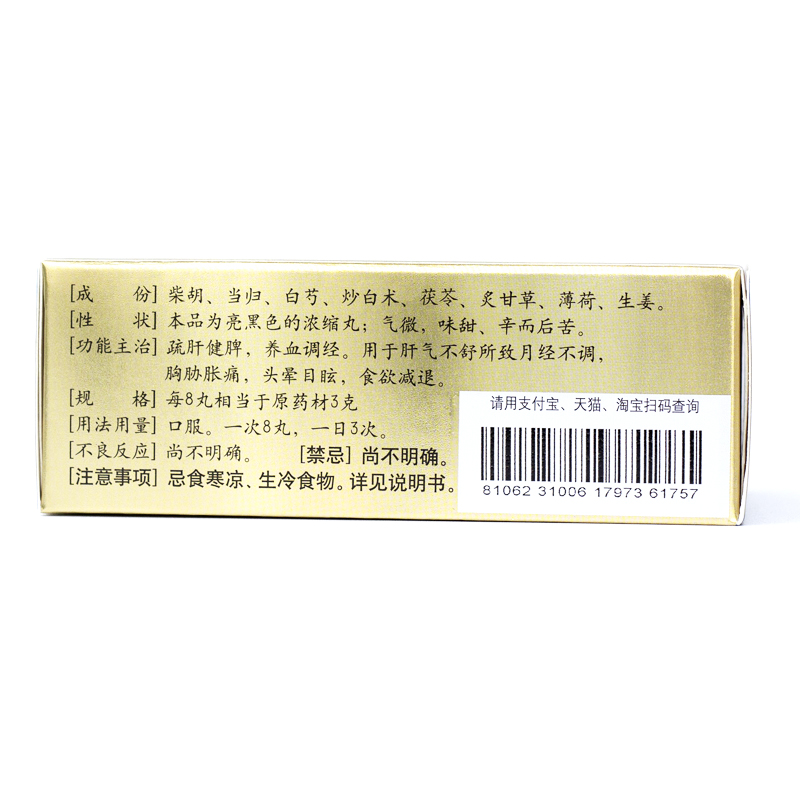 [成 份] 柴胡、当归、白芍、炒白术、茯苓、炙甘草、薄荷、生姜。
[性 状] 本品为亮黑色的浓缩丸；气微，味甜、辛而后苦。
[功能主治] 疏肝健脾，养血调经。用于肝气不舒所致月经不调，
胸胁胀痛，头晕目眩，食欲减退。
[规 格] 每8丸相当于原药材3克
[用法用量] 口服。一次8丸，一日3次。
[不良反应] 尚不明确。 [禁忌] 尚不明确。
[注意事项] 忌食寒凉、生冷食物。详见说明书。
请用支付宝、天猫、淘宝扫码查询
81062 31006 17973 61757